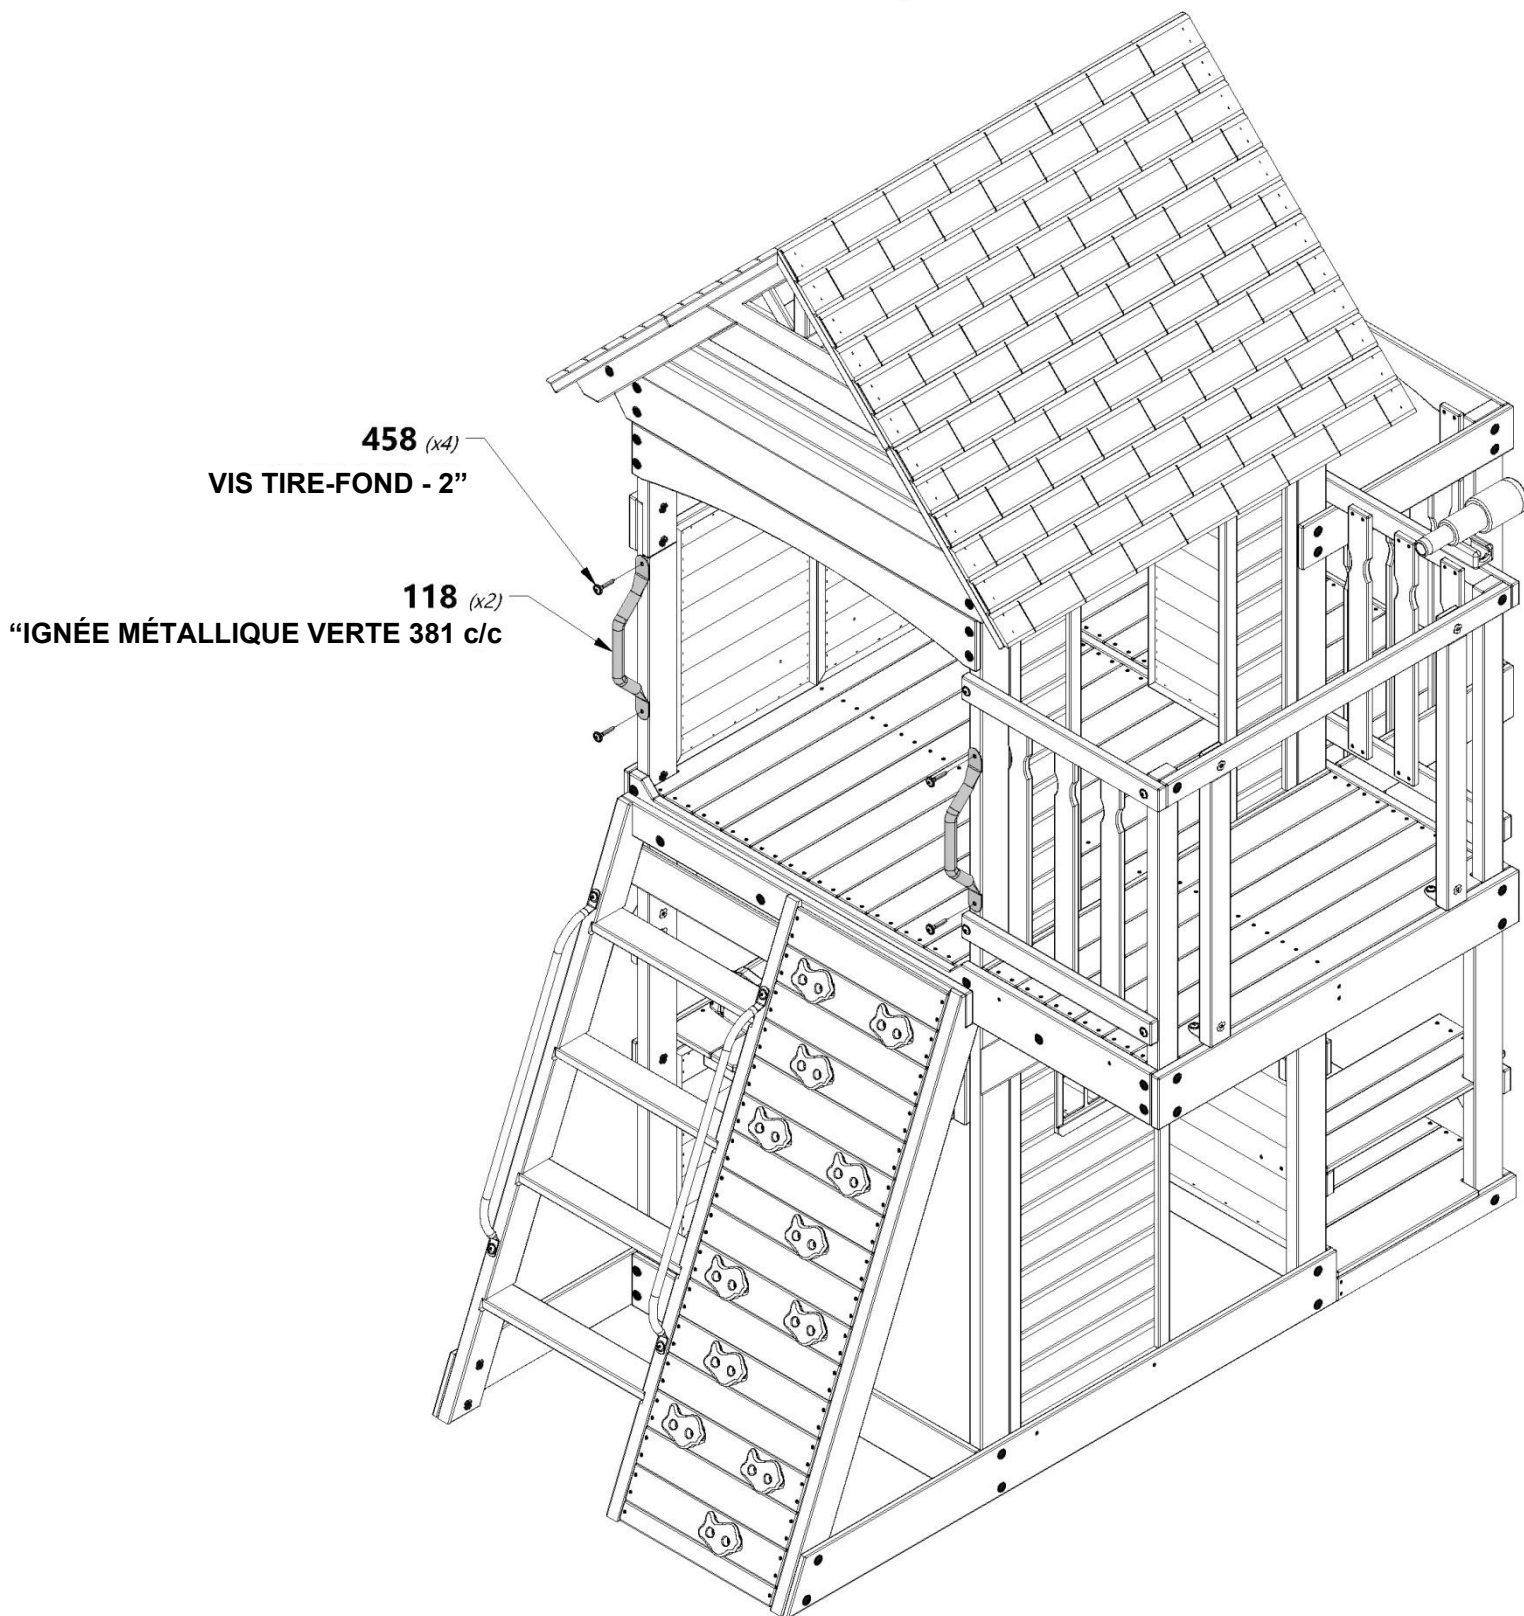 458 (x4)
VIS TIRE-FOND - 2”
118 (x2)
“IGNÉE MÉTALLIQUE VERTE 381 c/c